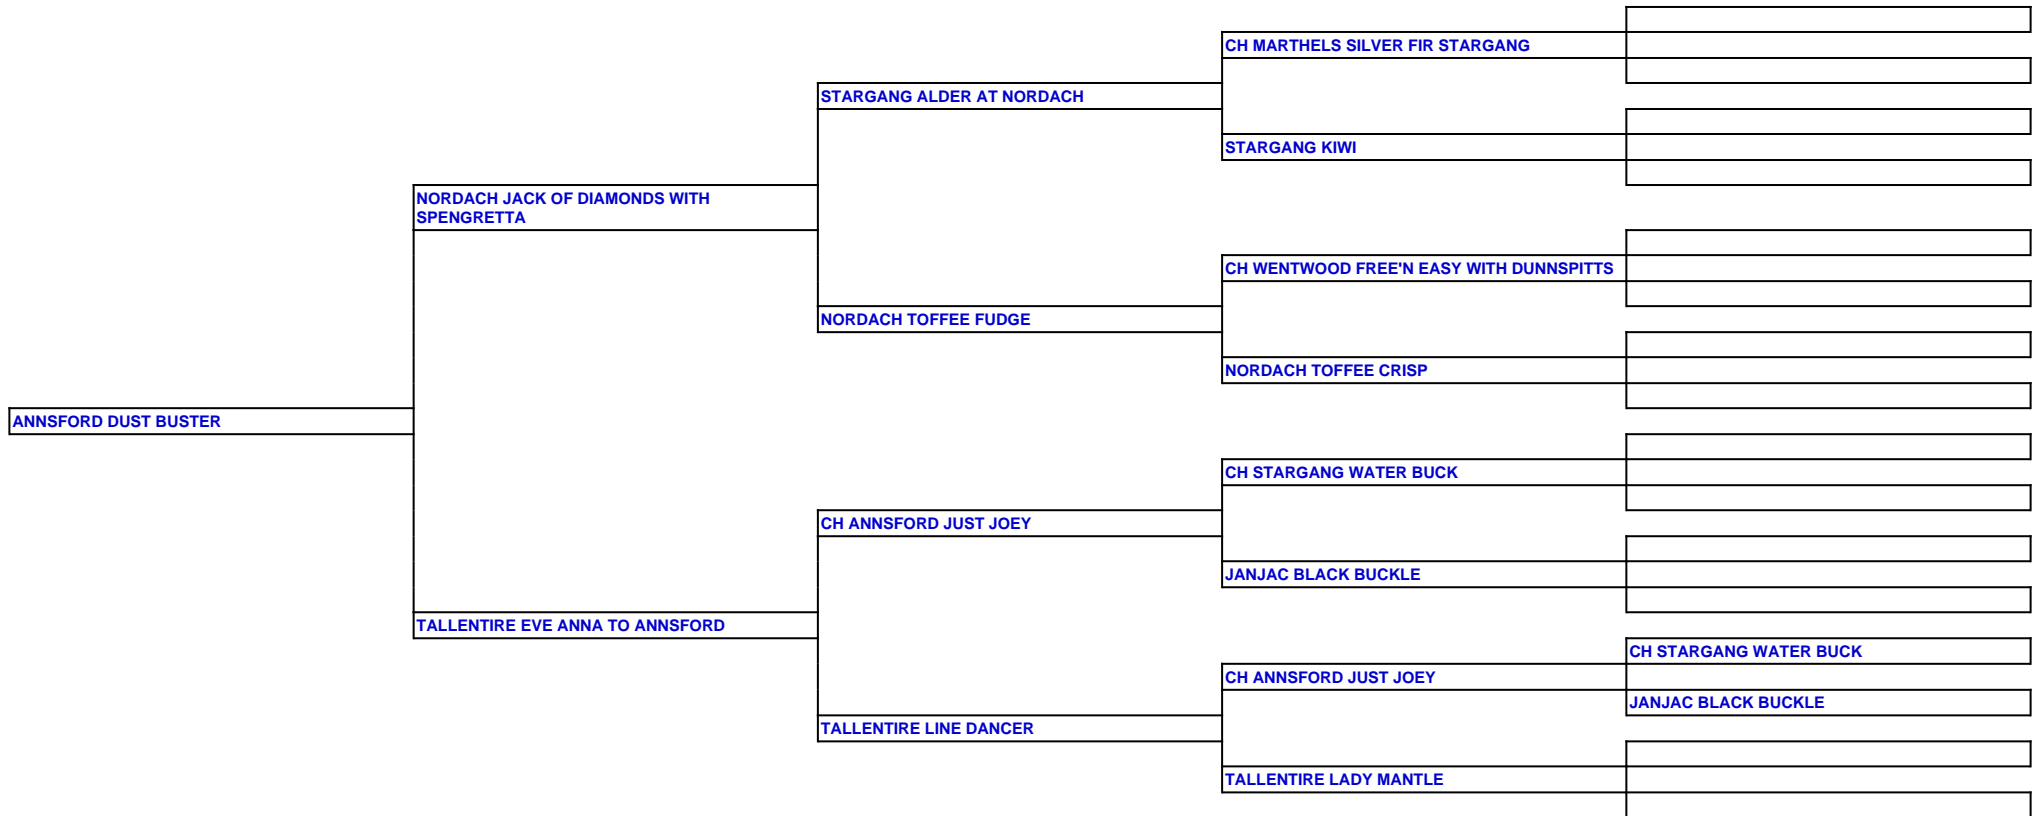 CH MARTHELS SILVER FIR STARGANG
STARGANG ALDER AT NORDACH
STARGANG KIWI
NORDACH JACK OF DIAMONDS WITH
SPENGRETTA
CH WENTWOOD FREE'N EASY WITH DUNNSPITTS
NORDACH TOFFEE FUDGE
NORDACH TOFFEE CRISP
ANNSFORD DUST BUSTER
CH STARGANG WATER BUCK
CH ANNSFORD JUST JOEY
JANJAC BLACK BUCKLE
TALLENTIRE EVE ANNA TO ANNSFORD
CH STARGANG WATER BUCK
CH ANNSFORD JUST JOEY
JANJAC BLACK BUCKLE
TALLENTIRE LINE DANCER
TALLENTIRE LADY MANTLE